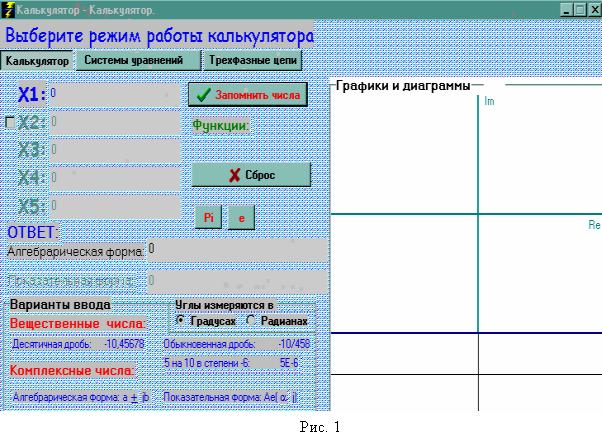 Калькулятор - Калькулятор.
Выберите режим работы калькулятора
Калькулятор Системы уравнений Трехфазные цепи
X1: 0 Запомнить числа Графики и диаграммы
Im
X2: 0 Функции:
X3: 0
X4: 0 Сброс
X5: 0 Pi e
Re
ОТВЕТ:
Алгебрарическая форма: 0
Показательная форма: 0
Варианты ввода Углы измеряются в
Вещественные числа: Градусах Радианах
Десятичная дробь: -10,45678 Обыкновенная дробь: -10/458
5 на 10 в степени -6: 5E-6
Комплексные числа:
Алгебрарическая форма: a + jb Показательная форма: Ae( α j)
Рис. 1